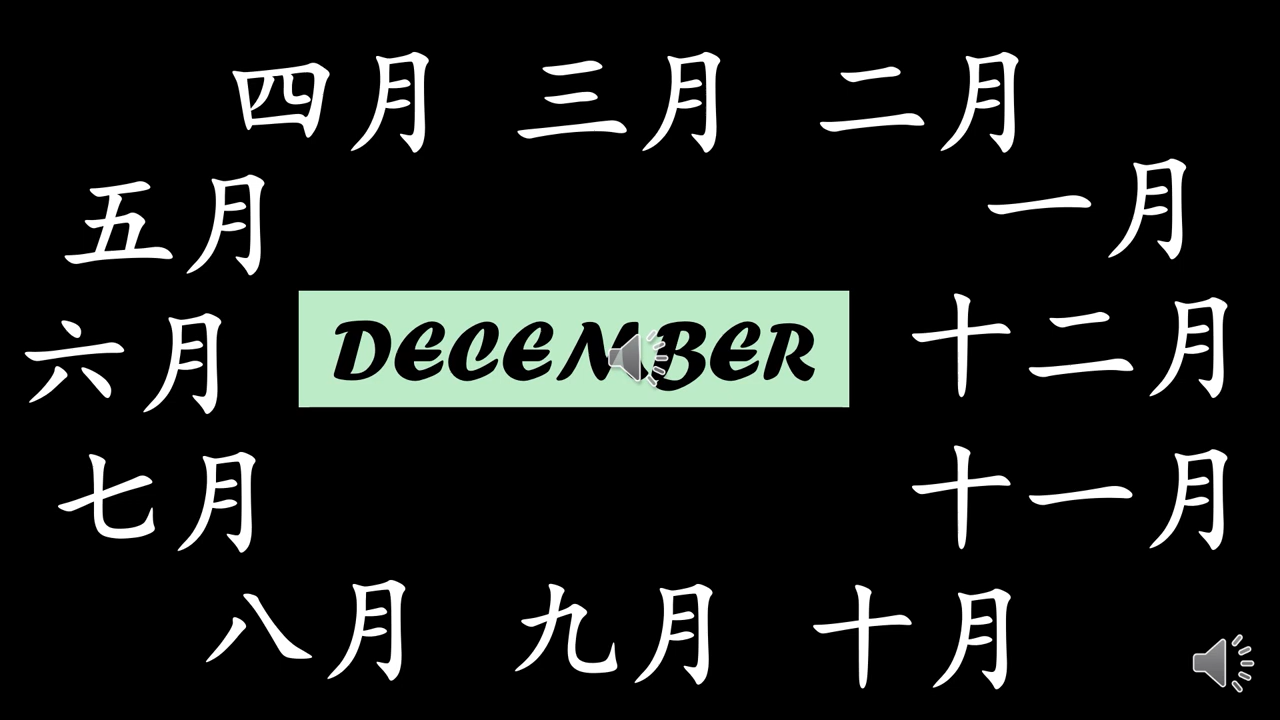 四月 三月 二月
五月 一月
六月 DECEMBER 十二月
七月 十一月
八月 九月 十月